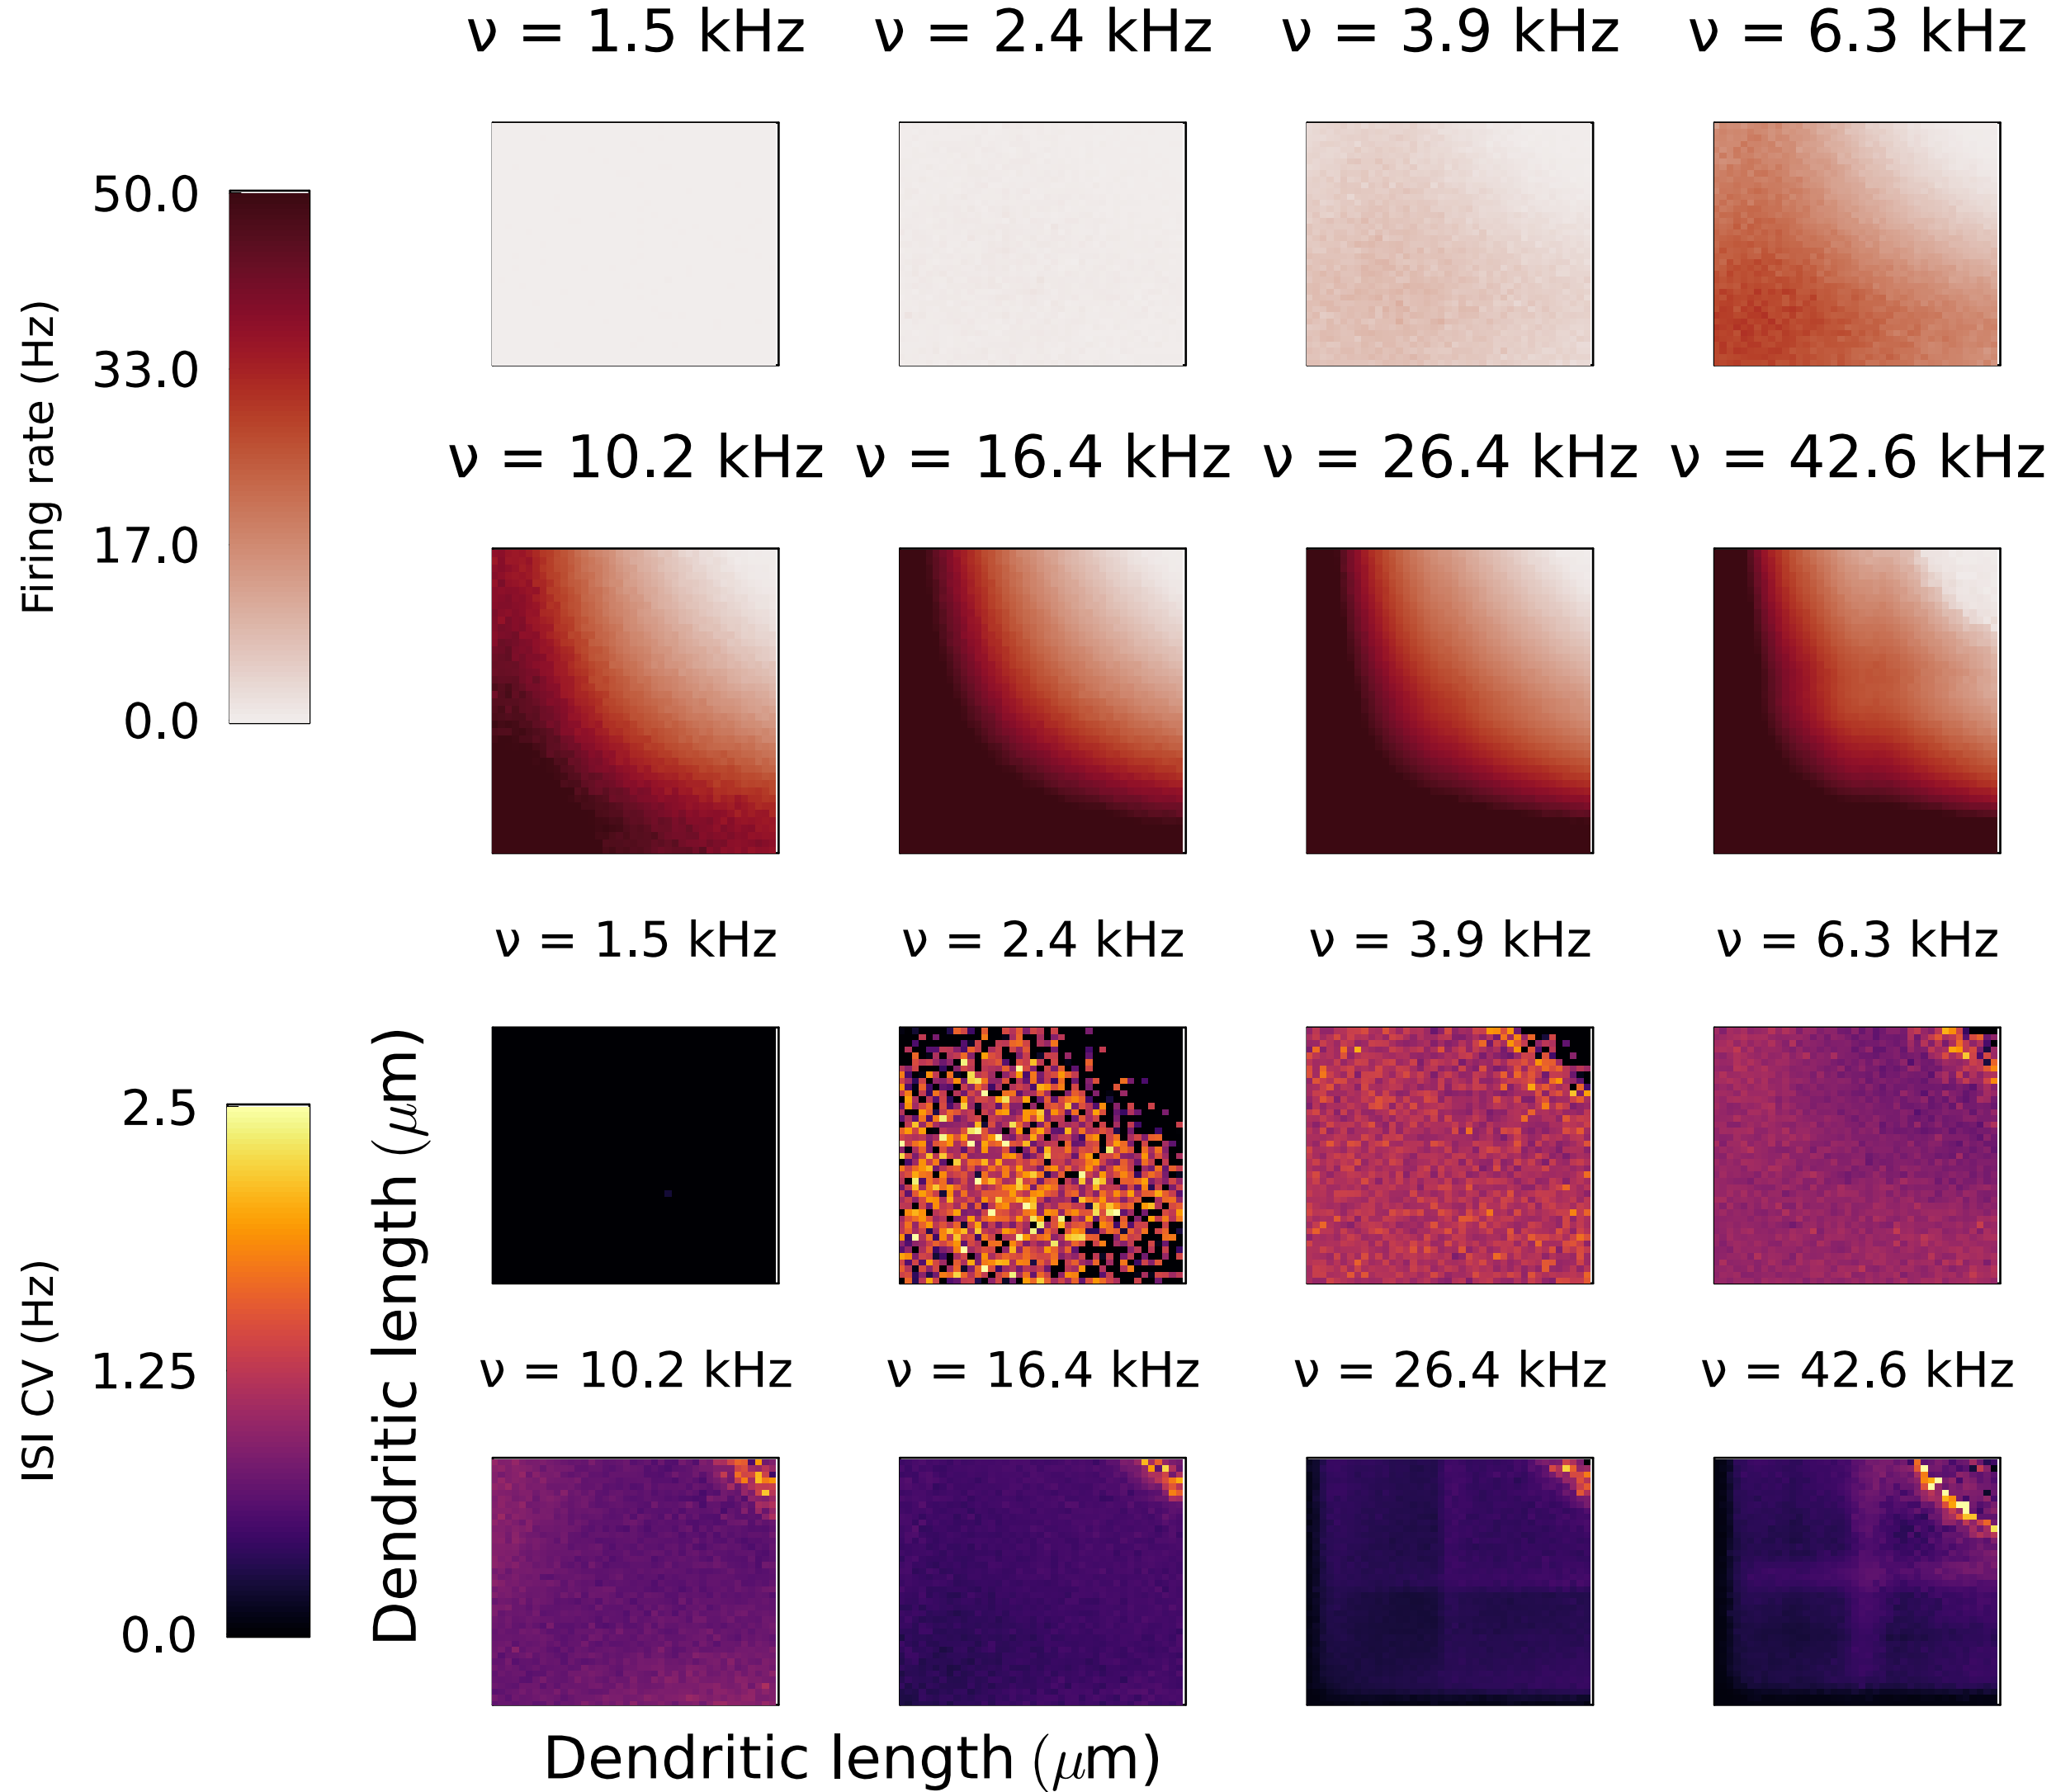 ν = 1.5 kHz
ν = 2.4 kHz
ν = 3.9 kHz
ν = 6.3 kHz
Firing rate (Hz)
50.0
33.0
17.0
0.0
ν = 10.2 kHz
ν = 16.4 kHz
ν = 26.4 kHz
ν = 42.6 kHz
ν = 1.5 kHz
ν = 2.4 kHz
ν = 3.9 kHz
ν = 6.3 kHz
ISI CV (Hz)
2.5
1.25
0.0
Dendritic length (μm)
ν = 10.2 kHz
ν = 16.4 kHz
ν = 26.4 kHz
ν = 42.6 kHz
Dendritic length (μm)